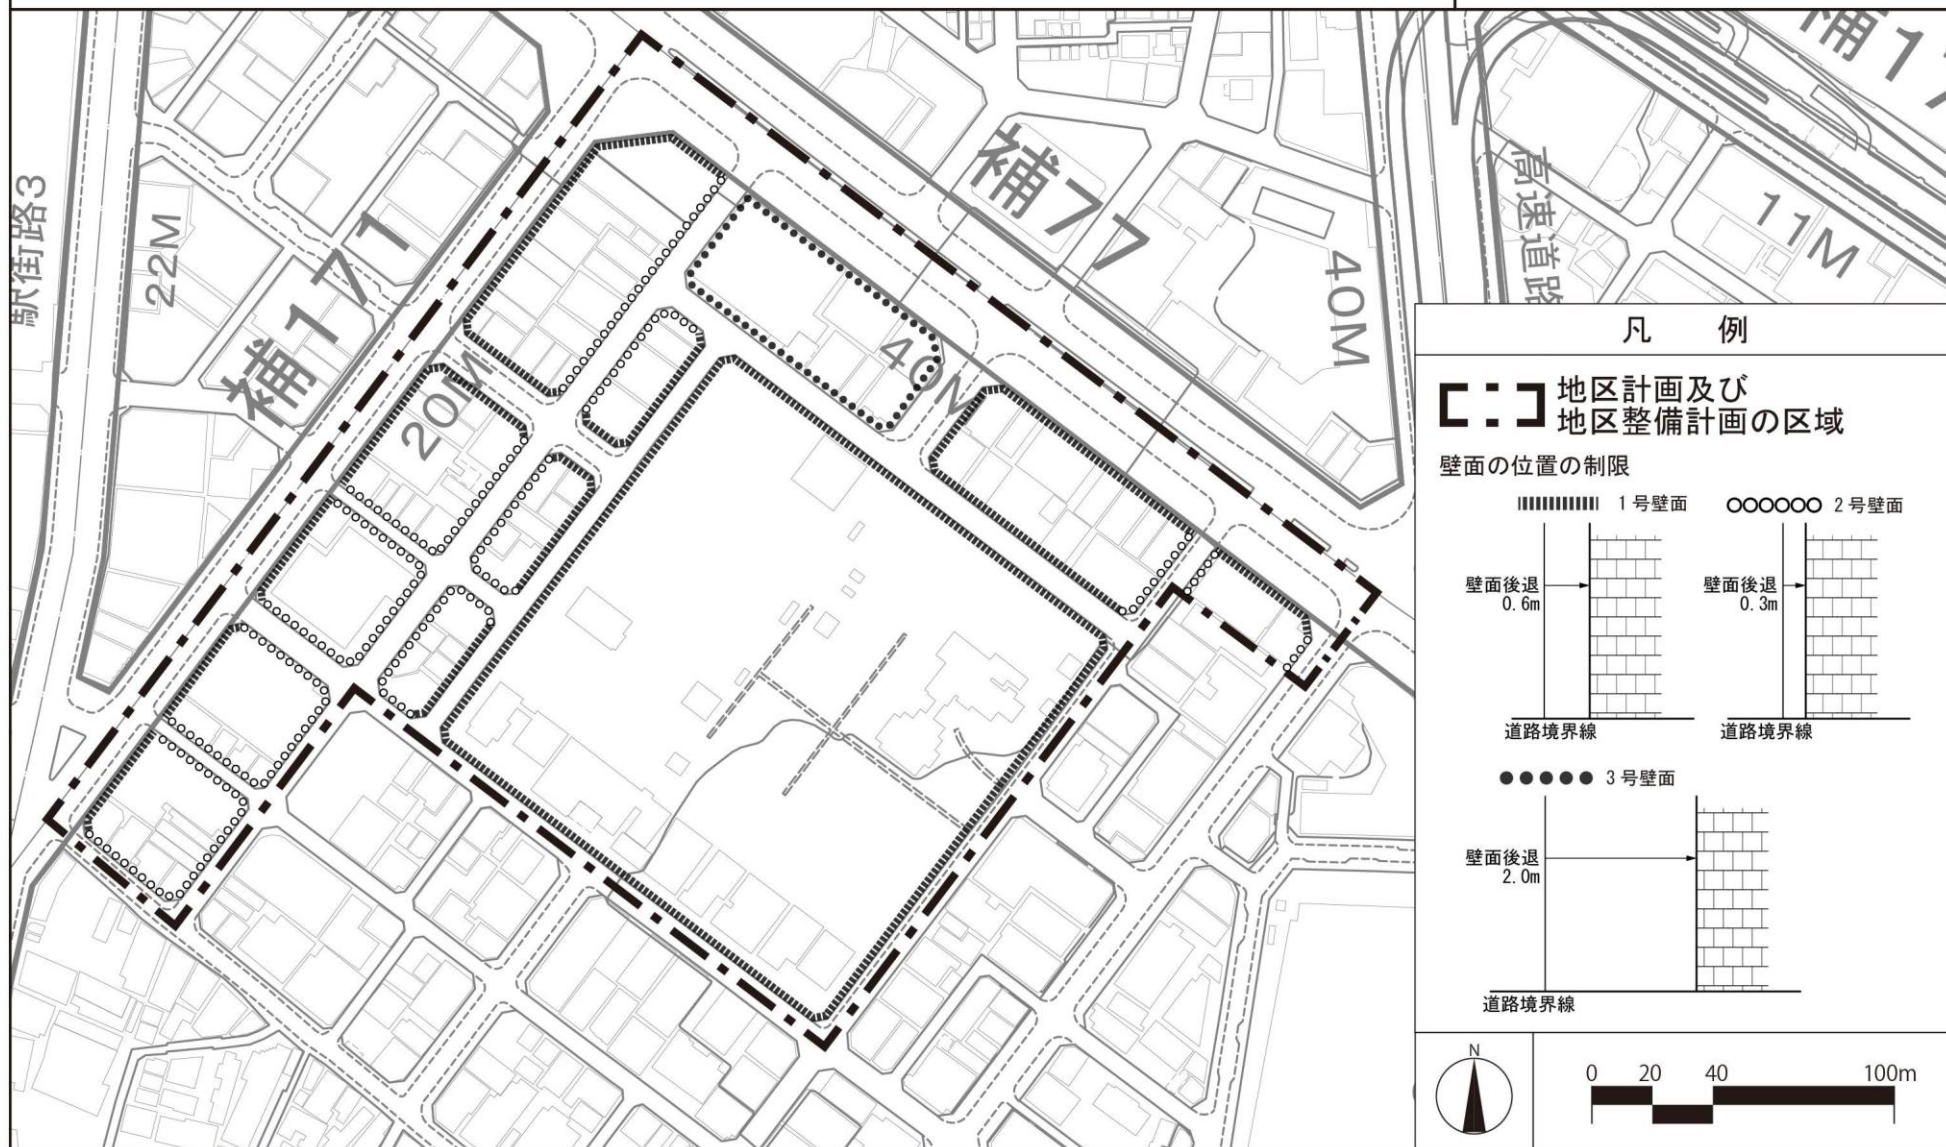 補17
高速道路
11M
補77
40M
駅街路3
22M
補171
20M
40M
凡 例
地区計画及び
地区整備計画の区域
壁面の位置の制限
1号壁面
2号壁面
壁面後退
0.6m
壁面後退
0.3m
道路境界線
道路境界線
3号壁面
壁面後退
2.0m
道路境界線
N
0 20 40 100m